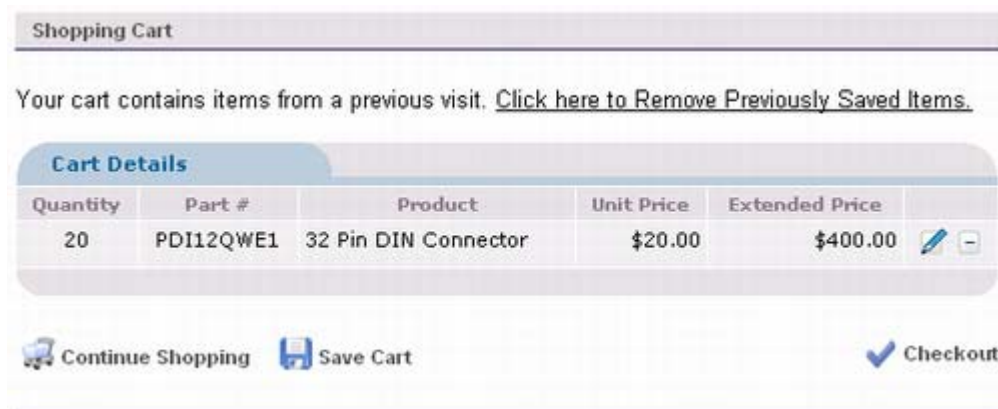 Shopping Cart
Your cart contains items from a previous visit. Click here to Remove Previously Saved Items.
Cart Details
Quantity Part # Product Unit Price Extended Price
20 PDI12QWE1 32 Pin DIN Connector $20.00 $400.00
Continue Shopping Save Cart Checkout